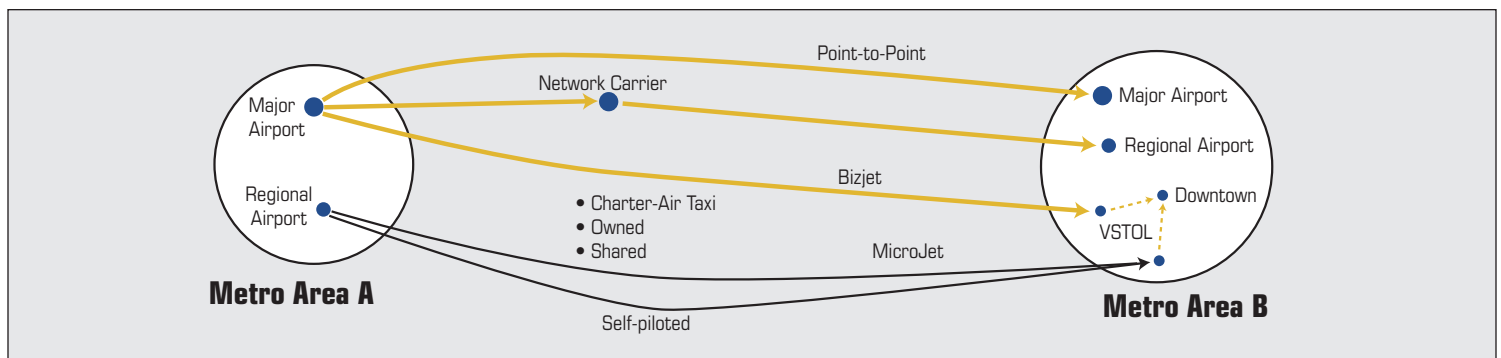 Point-to-Point
Network Carrier
Major
Airport
Major Airport
Regional Airport
Bizjet
Regional
Airport
• Charter-Air Taxi
• Owned
• Shared
Downtown
VSTOL
MicroJet
Metro Area A
Metro Area B
Self-piloted